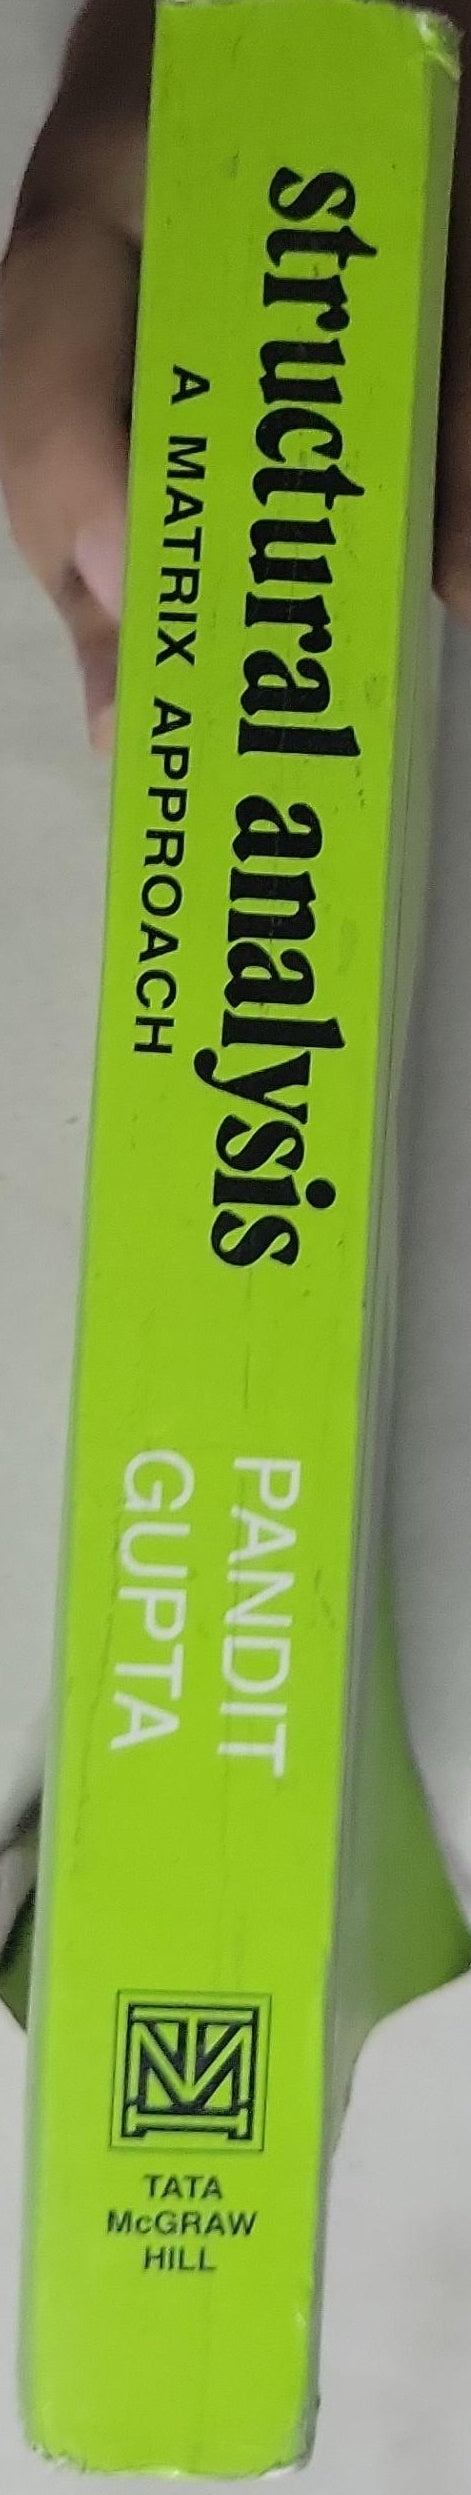 structural analysis
A MATRIX APPROACH
PANDIT
GUPTA
TATA
McGRAW
HILL